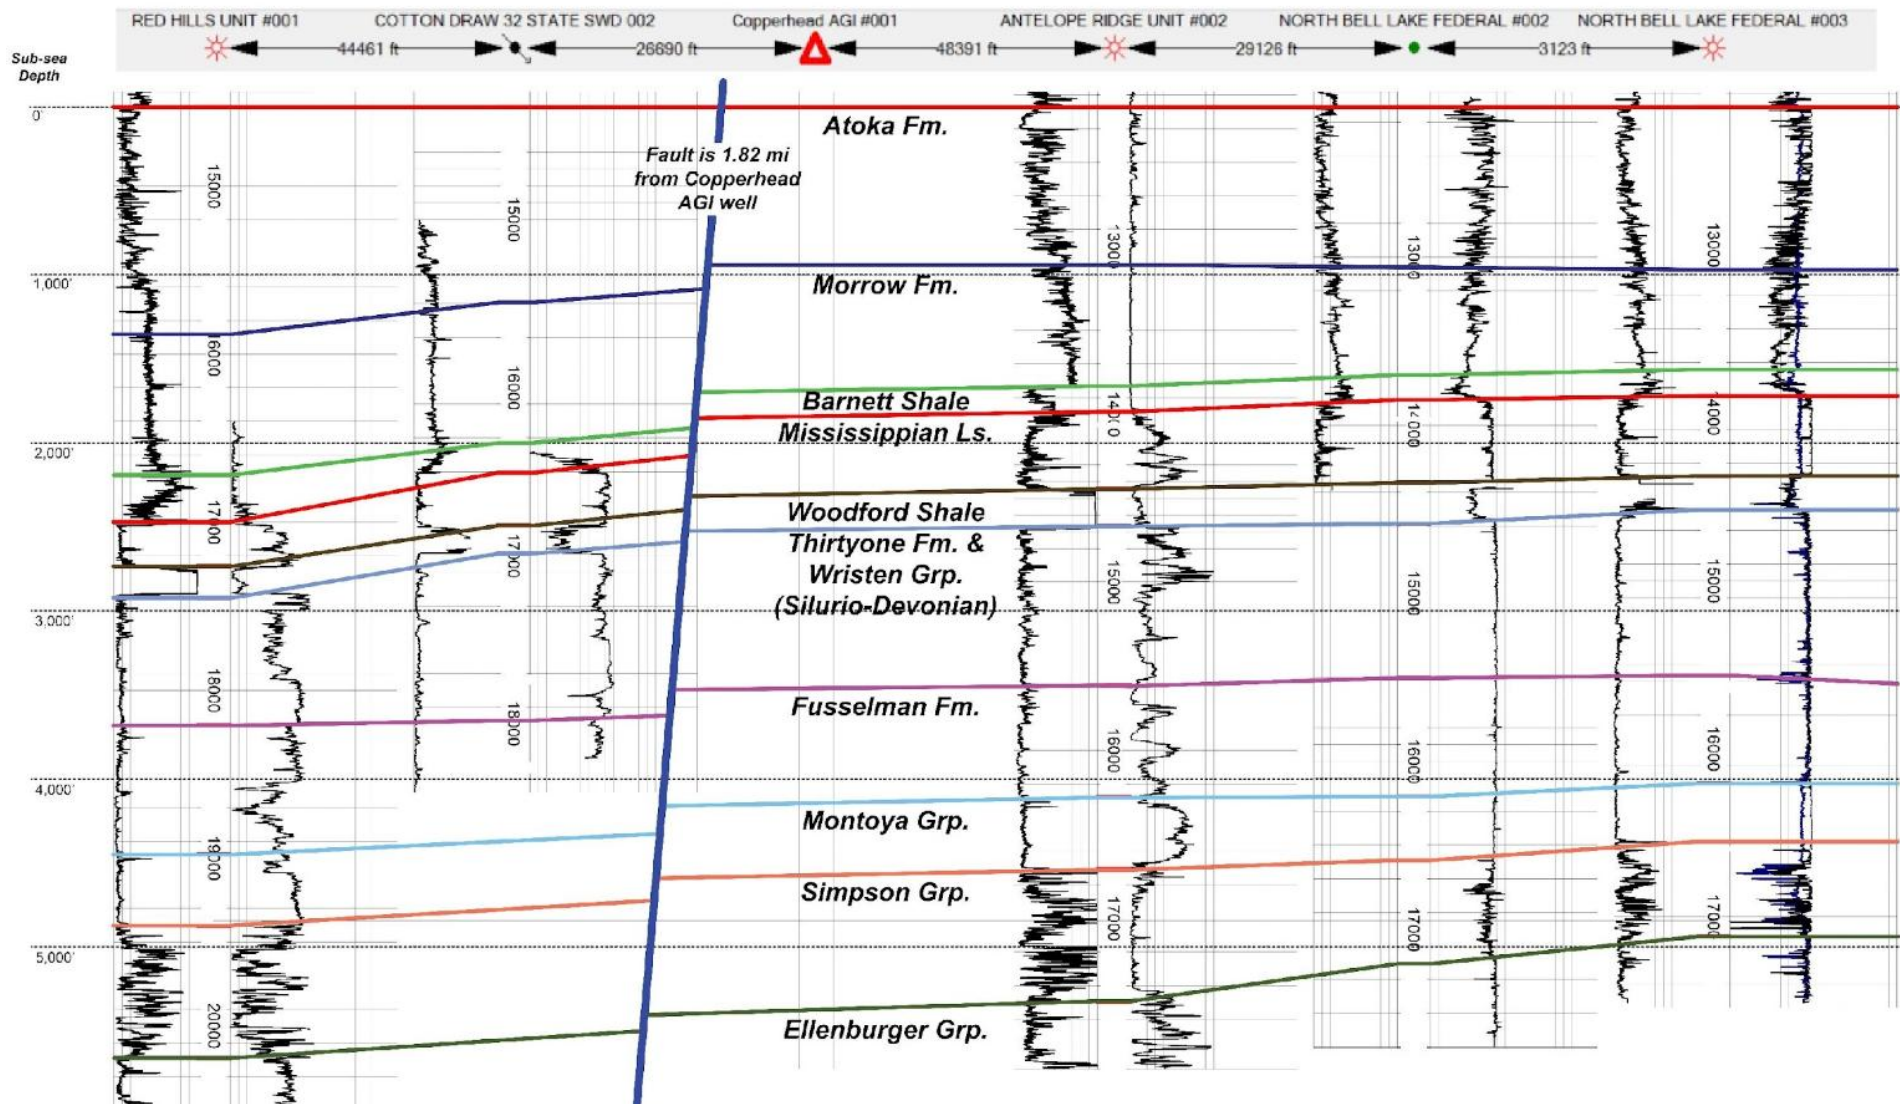 RED HILLS UNIT #001
COTTON DRAW 32 STATE SWD 002
Copperhead AGI #001
ANTELOPE RIDGE UNIT #002
NORTH BELL LAKE FEDERAL #002
NORTH BELL LAKE FEDERAL #003
44461 ft
26690 ft
48391 ft
29126 ft
3123 ft
Sub-sea
Depth
0'
1,000'
2,000'
3,000'
4,000'
5,000'
Fault is 1.82 mi
from Copperhead
AGI well
Atoka Fm.
Morrow Fm.
Barnett Shale
Mississippian Ls.
Woodford Shale
Thirtyone Fm. &
Wristen Grp.
(Silurio-Devonian)
Fusselman Fm.
Montoya Grp.
Simpson Grp.
Ellenburger Grp.
15000
16000
17000
18000
19000
20000
15000
16000
17000
18000
13000
15000
16000
17000
13000
14000
15000
16000
17000
13000
14000
15000
16000
17000